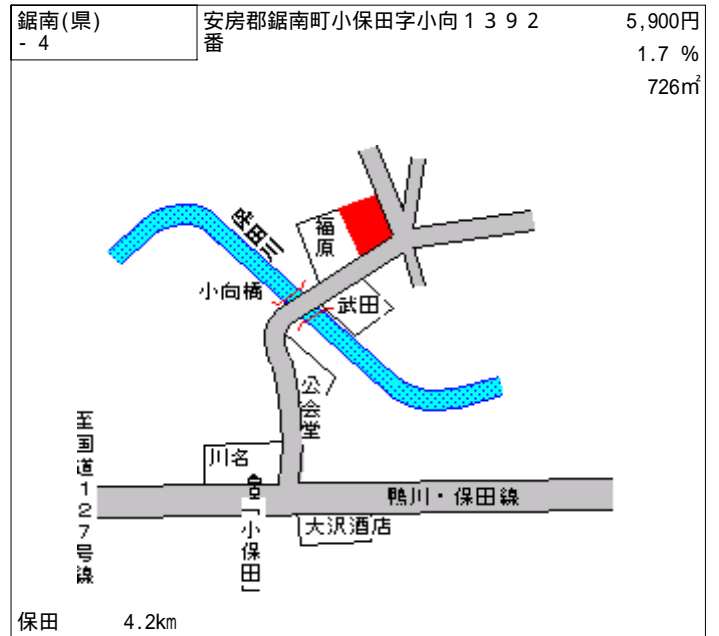 鋸南(県)
- 4
安房郡鋸南町小保田字小向１３９２
番
5,900円
1.7 %
726㎡
福原
保田川
小向橋
武田
公会堂
至国道127号線
川名
「小保田」
鴨川・保田線
大沢酒店
保田 4.2km